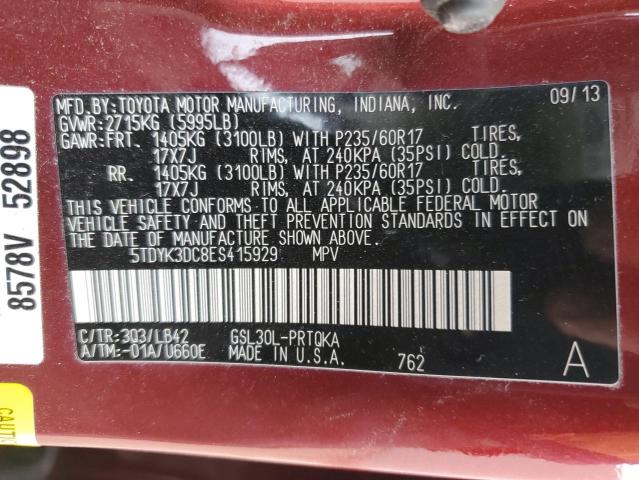 MFD.BY:TOYOTA MOTOR MANUFACTURING, INDIANA, INC. 09/13
GVWR:2715KG (5995LB)
GAWR:FRT. 1405KG (3100LB) WITH P235/60R17 TIRES,
17X7J RIMS, AT 240KPA (35PSI) COLD.
RR. 1405KG (3100LB) WITH P235/60R17 TIRES,
17X7J RIMS, AT 240KPA (35PSI) COLD.
THIS VEHICLE CONFORMS TO ALL APPLICABLE FEDERAL MOTOR
VEHICLE SAFETY AND THEFT PREVENTION STANDARDS IN EFFECT ON
THE DATE OF MANUFACTURE SHOWN ABOVE.
5TDYK3DC8ES415929 MPV
C/TR:3Q3/LB42 GSL30L-PRTQKA
A/TM:-01A/U660E MADE IN U.S.A. 762 A
8578V 52898